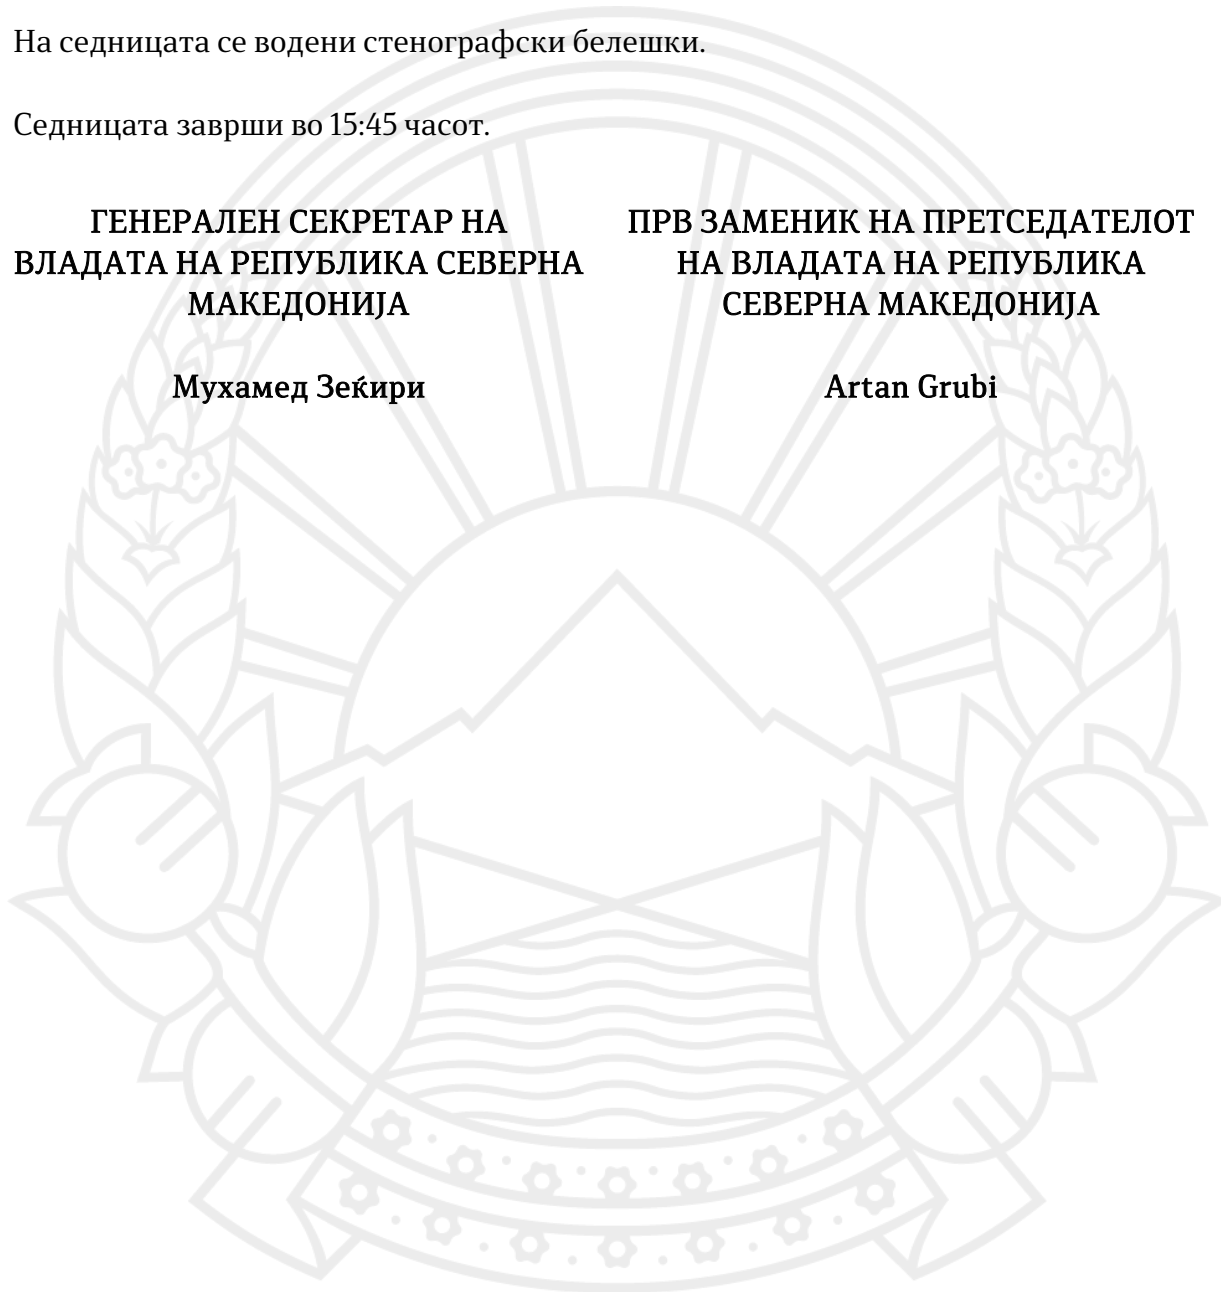 На седницата се водени стенографски белешки.
Седницата заврши во 15:45 часот.
ГЕНЕРАЛЕН СЕКРЕТАР НА
ВЛАДАТА НА РЕПУБЛИКА СЕВЕРНА
МАКЕДОНИЈА
Мухамед Зеќири
ПРВ ЗАМЕНИК НА ПРЕТСЕДАТЕЛОТ
НА ВЛАДАТА НА РЕПУБЛИКА
СЕВЕРНА МАКЕДОНИЈА
Artan Grubi